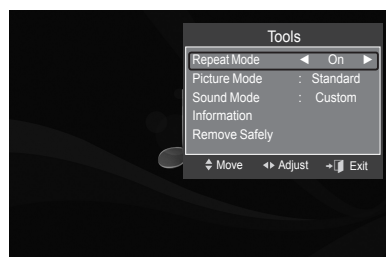 Tools
Repeat Mode ◀ On ▶
Picture Mode : Standard
Sound Mode : Custom
Information
Remove Safely
Move Adjust Exit